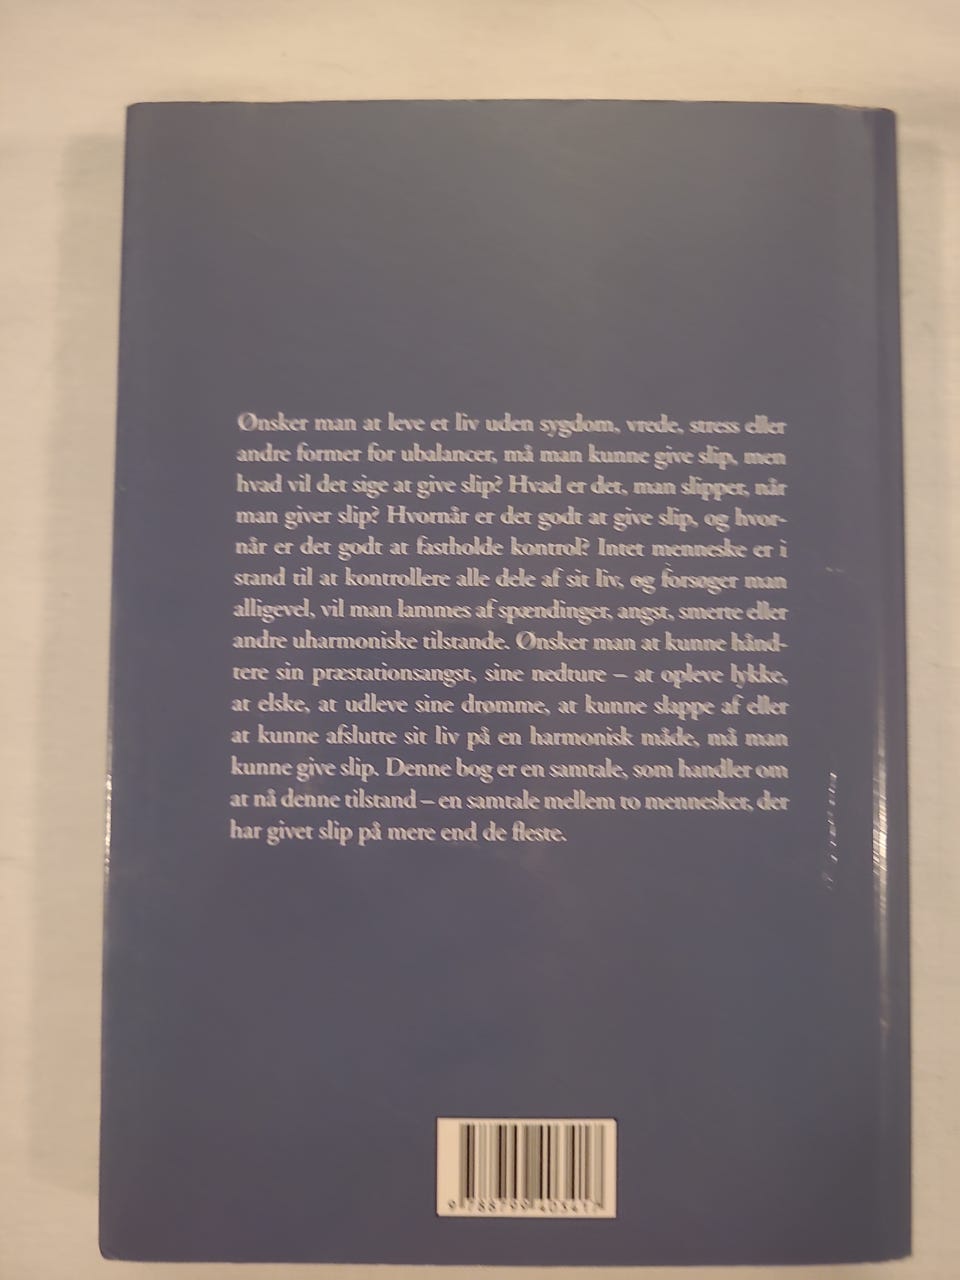 Ønsker man at leve et liv uden sygdom, vrede, stress eller
andre former for ubalancer, må man kunne give slip, men
hvad vil det sige at give slip? Hvad er det, man slipper, når
man giver slip? Hvornår er det godt at give slip, og hvor-
når er det godt at fastholde kontrol? Intet menneske er i
stand til at kontrollere alle dele af sit liv, og forsøger man
alligevel, vil man lammes af spændinger, angst, smerte eller
andre uharmoniske tilstande. Ønsker man at kunne hånd-
tere sin præstationsangst, sine nedture – at opleve lykke,
at elske, at udleve sine drømme, at kunne slappe af eller
at kunne afslutte sit liv på en harmonisk måde, må man
kunne give slip. Denne bog er en samtale, som handler om
at nå denne tilstand – en samtale mellem to mennesker, der
har givet slip på mere end de fleste.
9 788799 403417